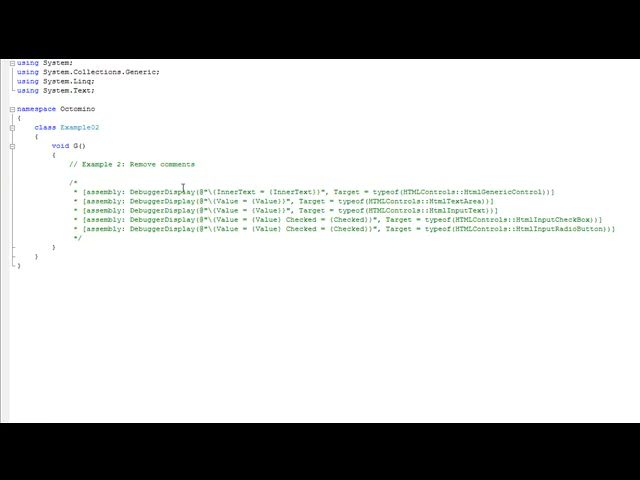 using System;
using System.Collections.Generic;
using System.Linq;
using System.Text;
namespace Octomino
{
class Example02
{
void G()
{
// Example 2: Remove comments
/*
* [assembly: DebuggerDisplay(@"\{InnerText = {InnerText}}", Target = typeof(HTMLControls::HtmlGenericControl))]
* [assembly: DebuggerDisplay(@"\{Value = {Value}}", Target = typeof(HTMLControls::HtmlTextArea))]
* [assembly: DebuggerDisplay(@"\{Value = {Value}}", Target = typeof(HTMLControls::HtmlInputText))]
* [assembly: DebuggerDisplay(@"\{Value = {Value} Checked = {Checked}}", Target = typeof(HTMLControls::HtmlInputCheckBox))]
* [assembly: DebuggerDisplay(@"\{Value = {Value} Checked = {Checked}}", Target = typeof(HTMLControls::HtmlInputRadioButton))]
*/
}
}
}